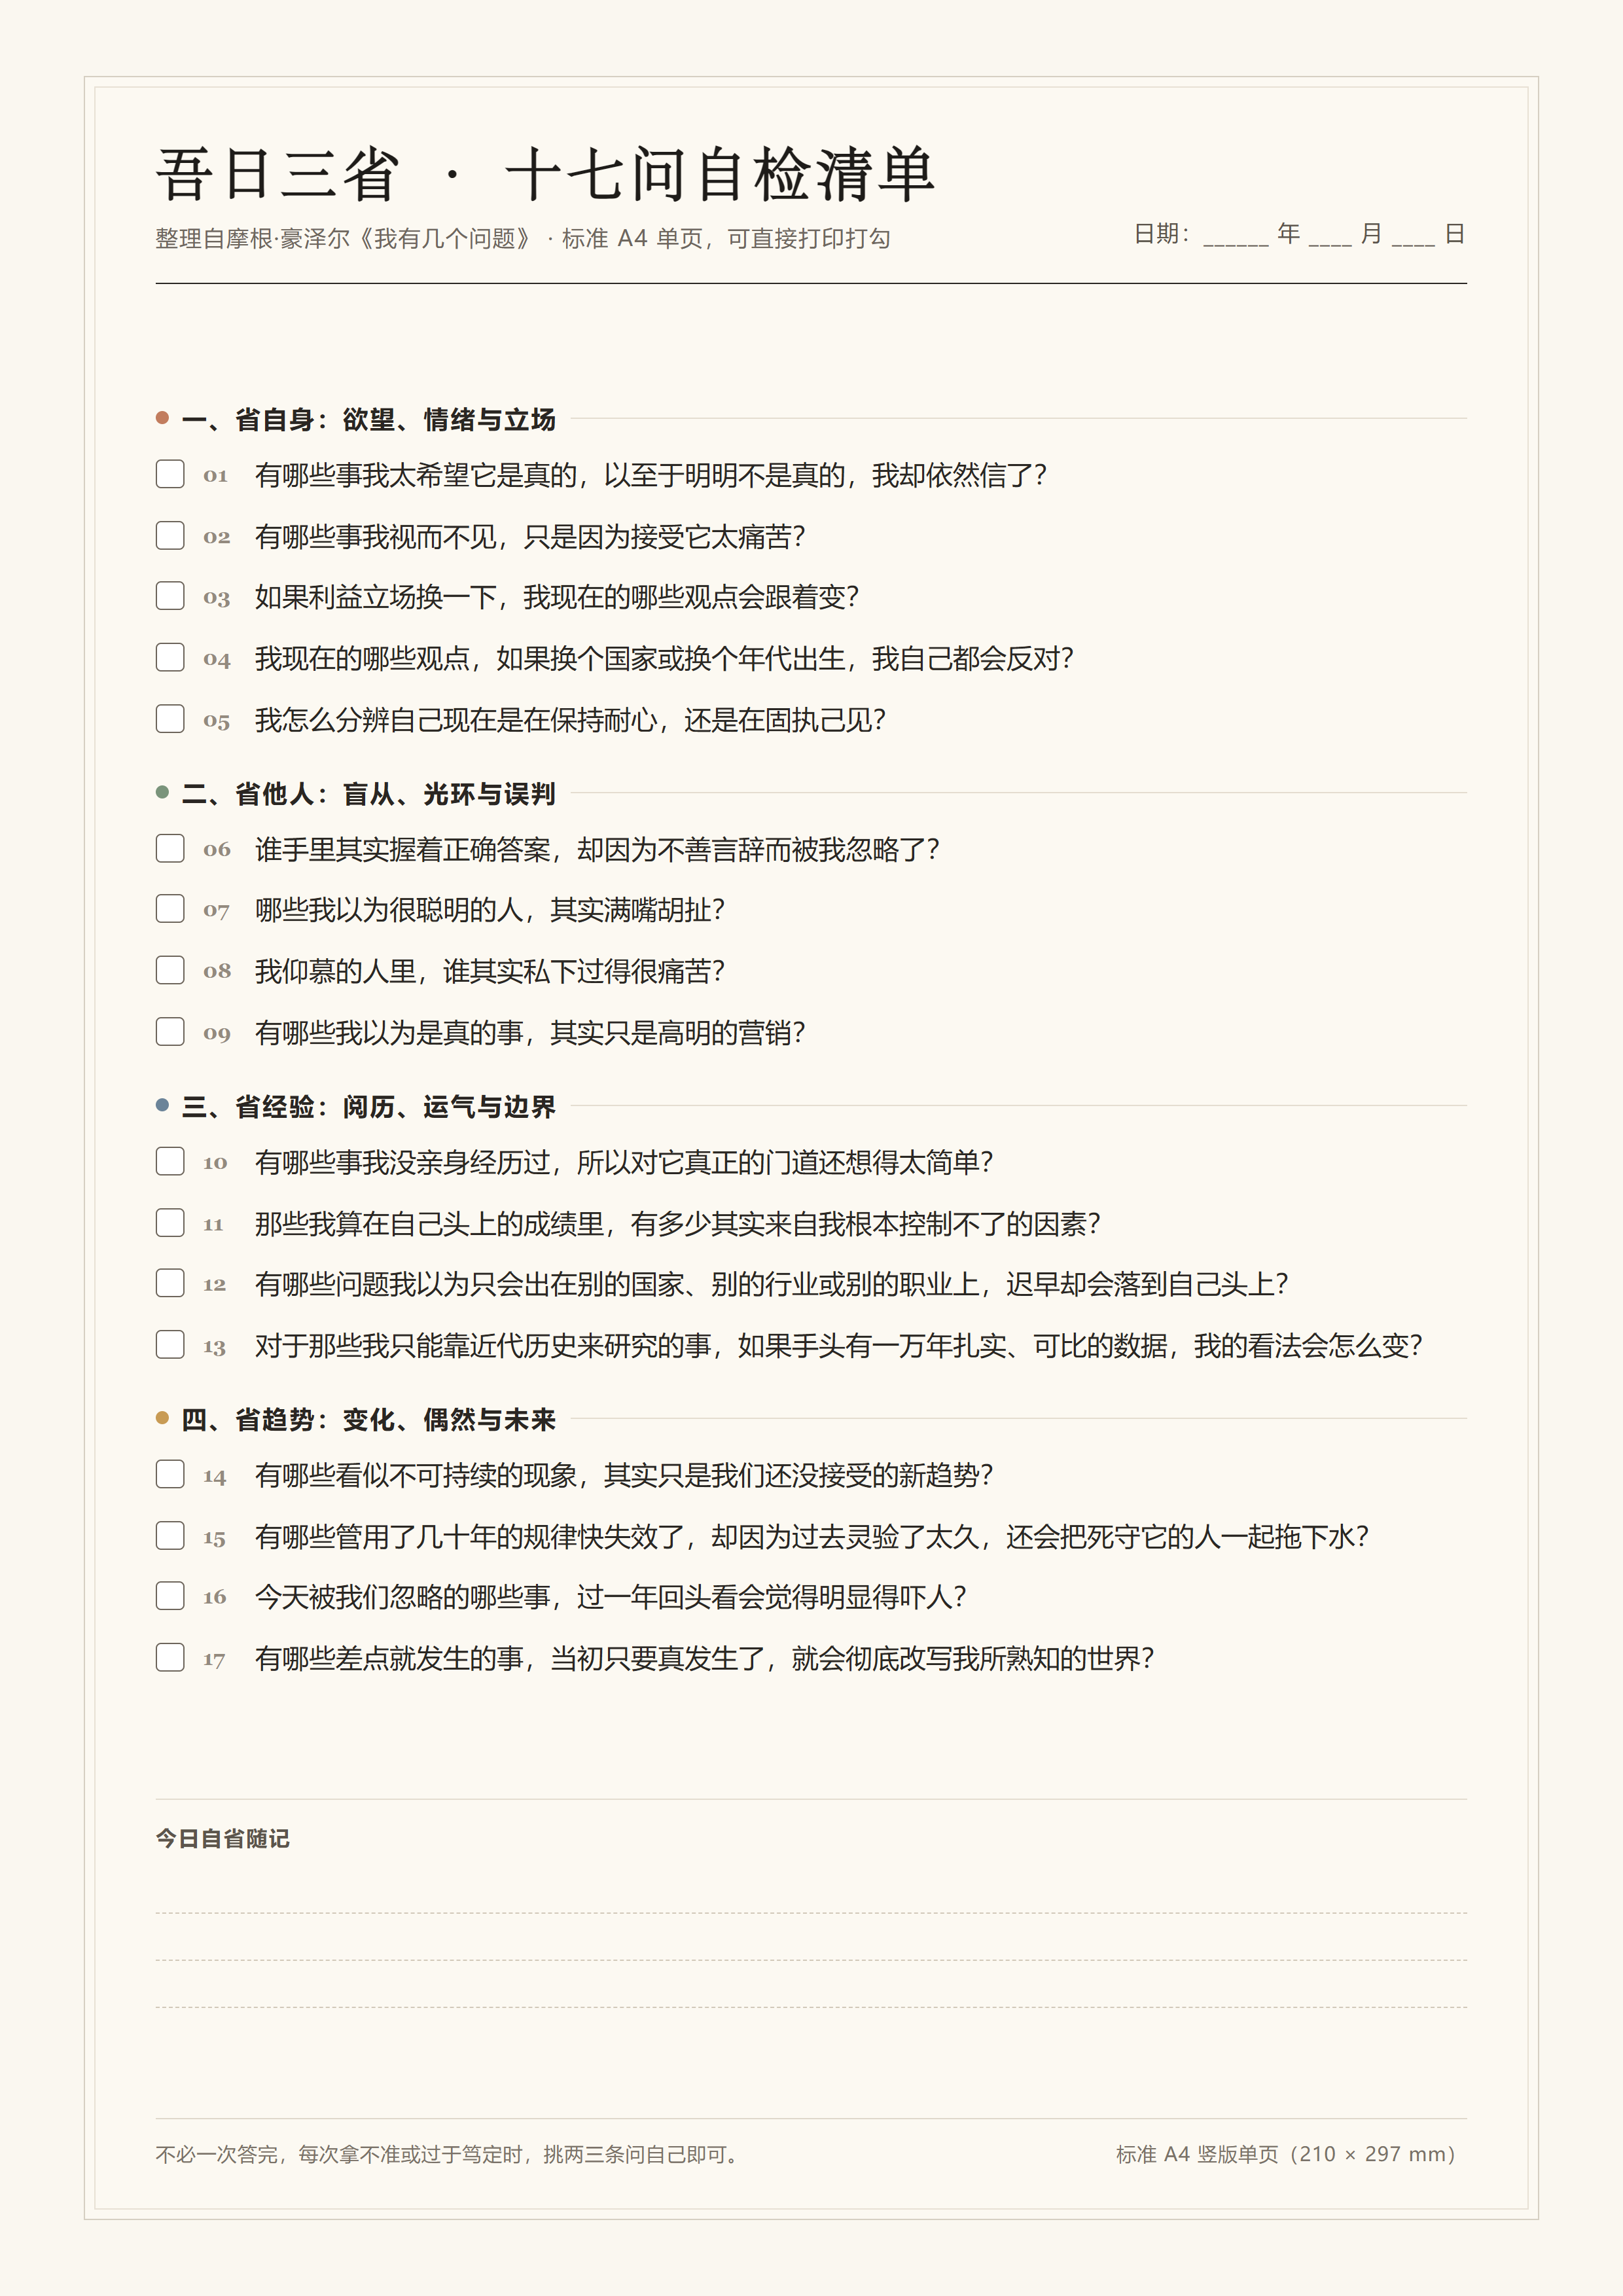 吾日三省 · 十七问自检清单
整理自摩根·豪泽尔《我有几个问题》 · 标准 A4 单页，可直接打印打勾
日期：______ 年 ____ 月 ____ 日
一、省自身：欲望、情绪与立场
01 有哪些事我太希望它是真的，以至于明明不是真的，我却依然信了？
02 有哪些事我视而不见，只是因为接受它太痛苦？
03 如果利益立场换一下，我现在的哪些观点会跟着变？
04 我现在的哪些观点，如果换个国家或换个年代出生，我自己都会反对？
05 我怎么分辨自己现在是在保持耐心，还是在固执己见？
二、省他人：盲从、光环与误判
06 谁手里其实握着正确答案，却因为不善言辞而被我忽略了？
07 哪些我以为很聪明的人，其实满嘴胡扯？
08 我仰慕的人里，谁其实私下过得很痛苦？
09 有哪些我以为是真的事，其实只是高明的营销？
三、省经验：阅历、运气与边界
10 有哪些事我没亲身经历过，所以对它真正的门道还想得太简单？
11 那些我算在自己头上的成绩里，有多少其实来自我根本控制不了的因素？
12 有哪些问题我以为只会出在别的国家、别的行业或别的职业上，迟早却会落到自己头上？
13 对于那些我只能靠近代历史来研究的事，如果手头有一万年扎实、可比的数据，我的看法会怎么变？
四、省趋势：变化、偶然与未来
14 有哪些看似不可持续的现象，其实只是我们还没接受的新趋势？
15 有哪些管用了几十年的规律快失效了，却因为过去灵验了太久，还会把死守它的人一起拖下水？
16 今天被我们忽略的哪些事，过一年回头看会觉得明显得吓人？
17 有哪些差点就发生的事，当初只要真发生了，就会彻底改写我所熟知的世界？
今日自省随记
不必一次答完，每次拿不准或过于笃定时，挑两三条问自己即可。
标准 A4 竖版单页（210 × 297 mm）